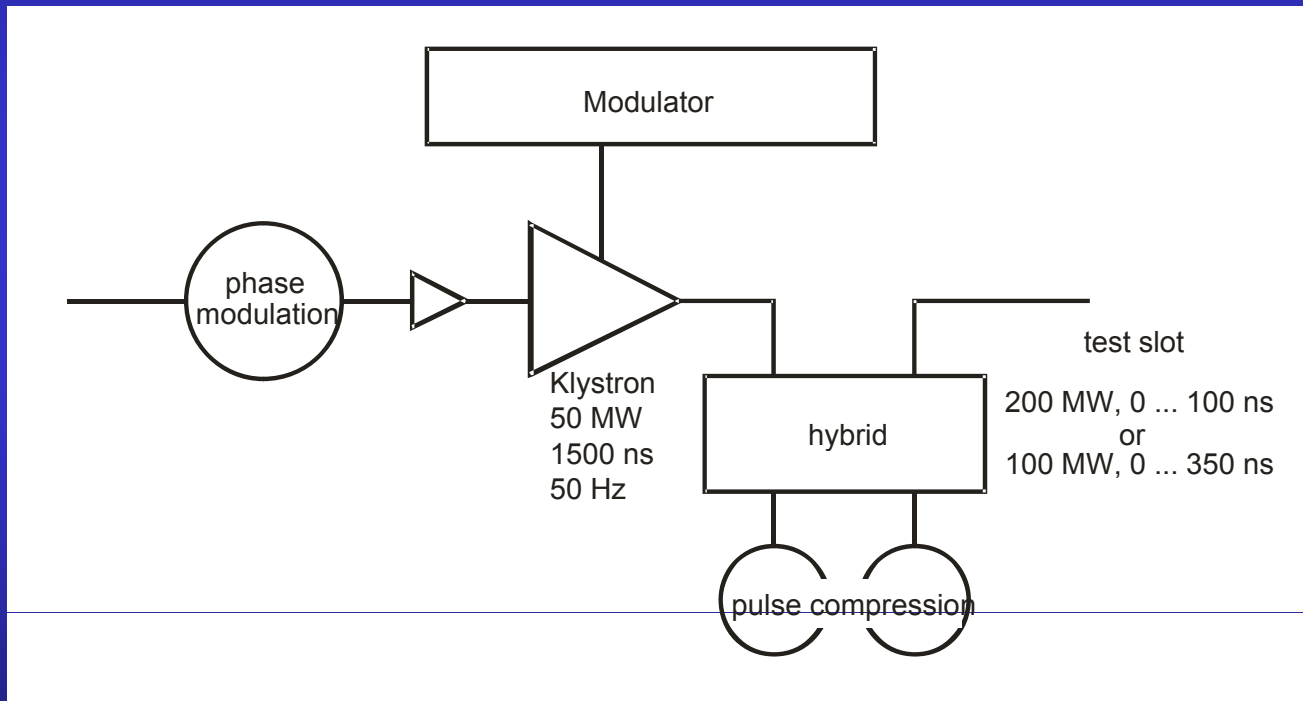 Modulator
phase
modulation
Klystron
50 MW
1500 ns
50 Hz
hybrid
test slot
200 MW, 0 ... 100 ns
or
100 MW, 0 ... 350 ns
pulse compression